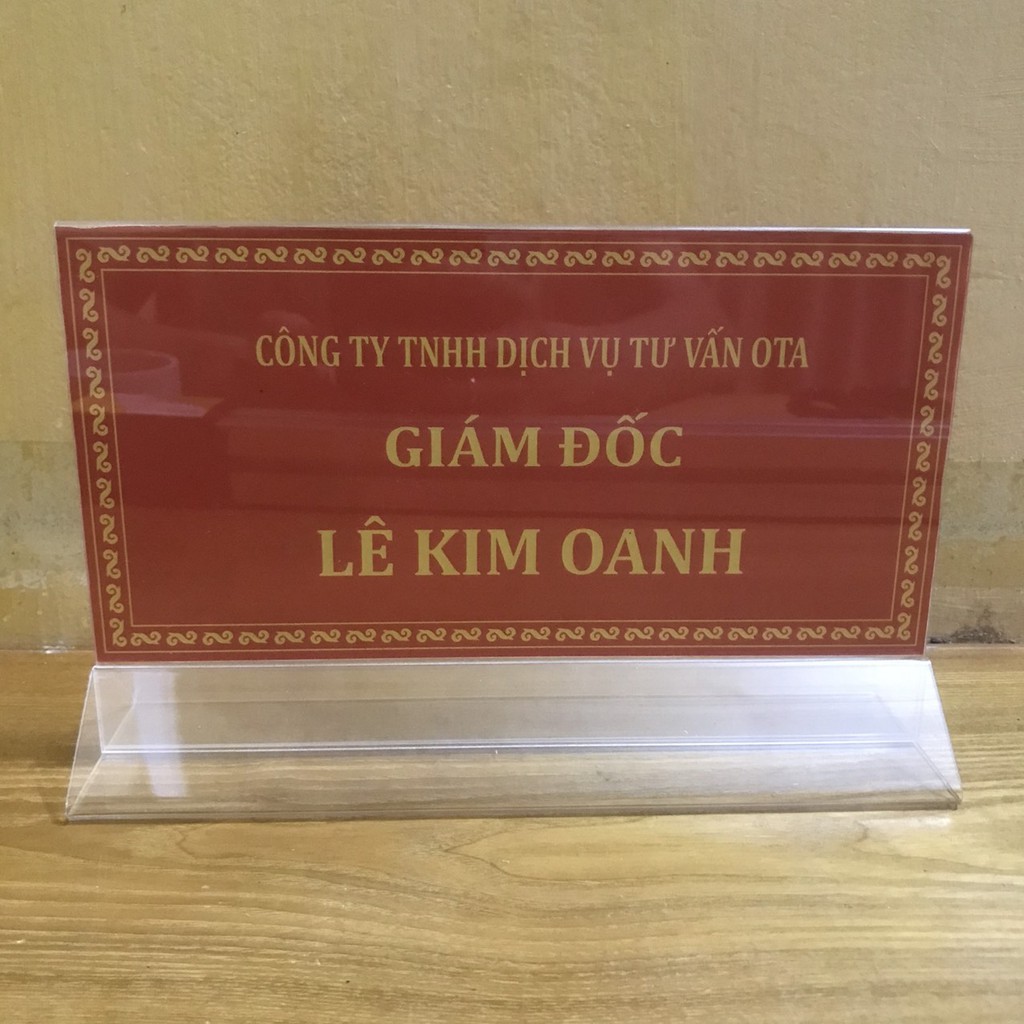 CÔNG TY TNHH DỊCH VỤ TƯ VẤN OTA
GIÁM ĐỐC
LÊ KIM OANH